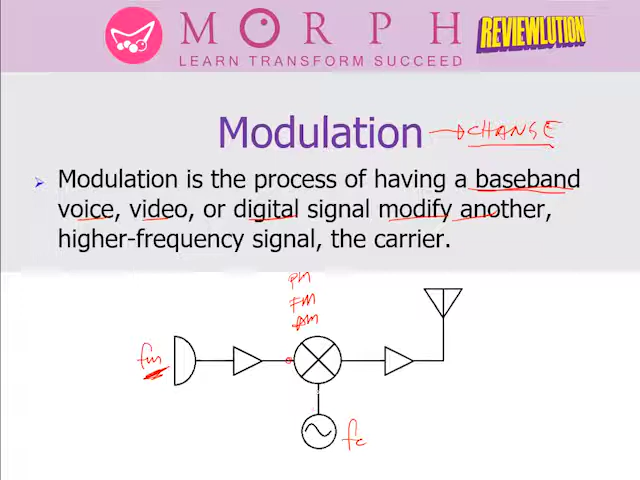 MORPH
REVIEWLUTION
LEARN TRANSFORM SUCCEED
Modulation → CHANGE
Modulation is the process of having a baseband
voice, video, or digital signal modify another,
higher-frequency signal, the carrier.
PM
FM
AM
fm
fc